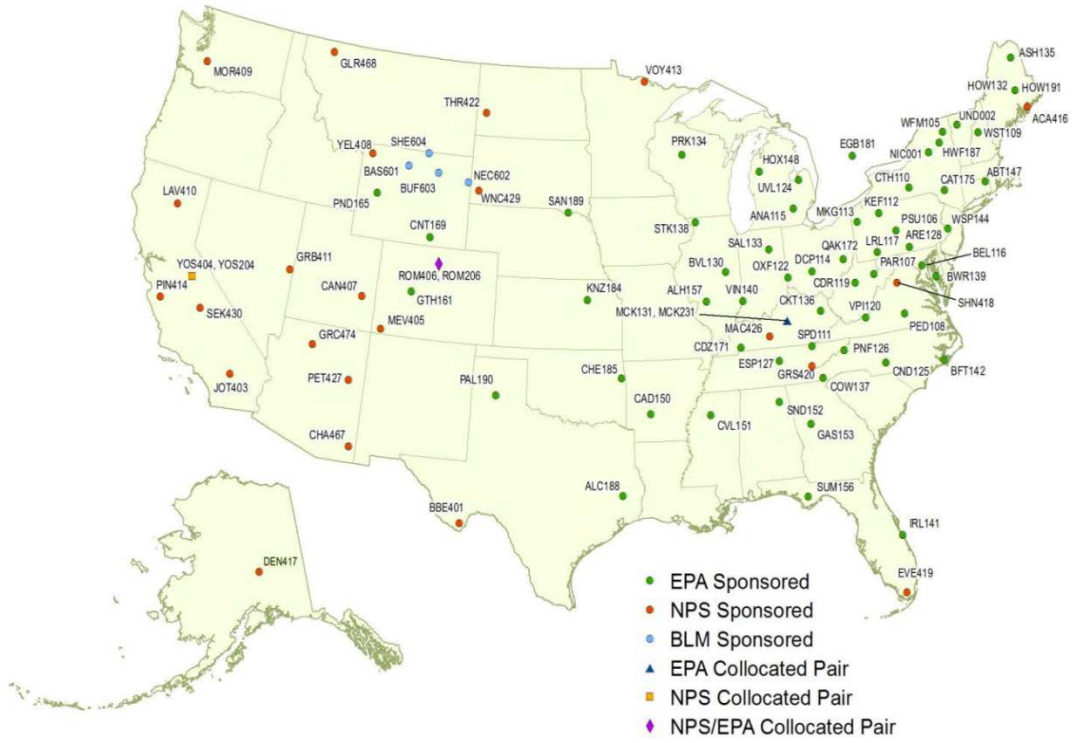 ASH135
GLR468
MOR409
VOY413
HOW132
HOW191
THR422
ACA416
UND002
WFM105
WST109
PRK134
EGB181
SHE604
YEL408
HOX148
NIC001
HWF187
BAS601
NEC602
CTH110
CAT175
ABT147
BUF603
UVL124
LAV410
PND165
WNC429
SAN189
ANA115
KEF112
MKG113
PSU106
WSP144
CNT169
STK138
ARE128
SAL133
QAK172
LRL117
BEL116
YOS404, YOS204
GRB411
BVL130
OXF122
DCP114
PAR107
BWR139
PIN414
ROM406, ROM206
CAN407
GTH161
KNZ184
ALH157
VIN140
CDR119
CKT136
SHN418
SEK430
MEV405
MCK131, MCK231
VPI120
MAC426
PED108
GRC474
CDZ171
SPD111
PNF126
ESP127
JOT403
PET427
PAL190
CHE185
GRS420
CND125
BFT142
COW137
CAD150
SND152
CVL151
GAS153
CHA467
ALC188
SUM156
BBE401
IRL141
DEN417
EVE419
EPA Sponsored
NPS Sponsored
BLM Sponsored
EPA Collocated Pair
NPS Collocated Pair
NPS/EPA Collocated Pair